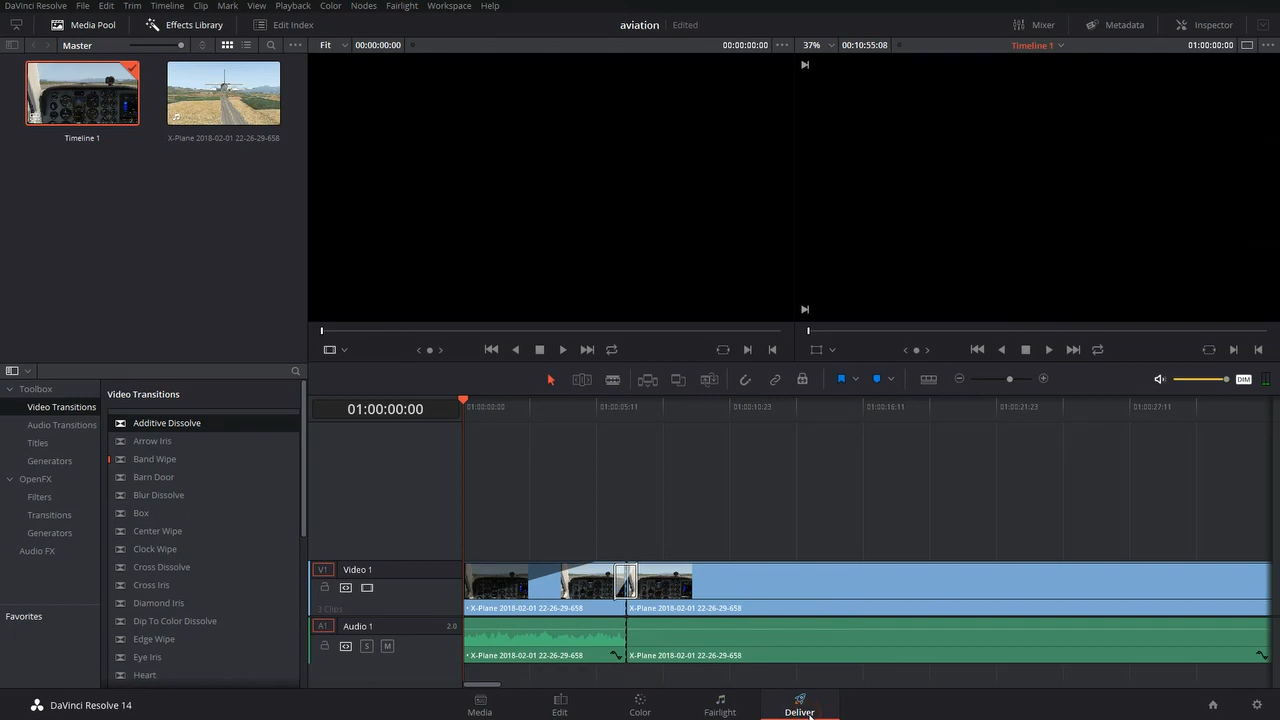 DaVinci Resolve File Edit Trim Timeline Clip Mark View Playback Color Nodes Fairlight Workspace Help
Media Pool Effects Library Edit Index aviation Edited Mixer Metadata Inspector
Master Fit 00:00:00:00 00:00:00:00 37% 00:10:55:08 Timeline 1 01:00:00:00
Timeline 1 X-Plane 2018-02-01 22-26-29-658
Toolbox
Video Transitions
Audio Transitions
Titles
Generators
OpenFX
Filters
Transitions
Generators
Audio FX
Favorites
Video Transitions
Additive Dissolve
Arrow Iris
Band Wipe
Barn Door
Blur Dissolve
Box
Center Wipe
Clock Wipe
Cross Dissolve
Cross Iris
Diamond Iris
Dip To Color Dissolve
Edge Wipe
Eye Iris
Heart
DIM
01:00:00:00 01:00:00:00 01:00:05:11 01:00:10:23 01:00:16:11 01:00:21:23 01:00:27:11
V1 Video 1
3 Clips
X-Plane 2018-02-01 22-26-29-658 X-Plane 2018-02-01 22-26-29-658
A1 Audio 1 2.0
S M
X-Plane 2018-02-01 22-26-29-658 X-Plane 2018-02-01 22-26-29-658
DaVinci Resolve 14 Media Edit Color Fairlight Deliver